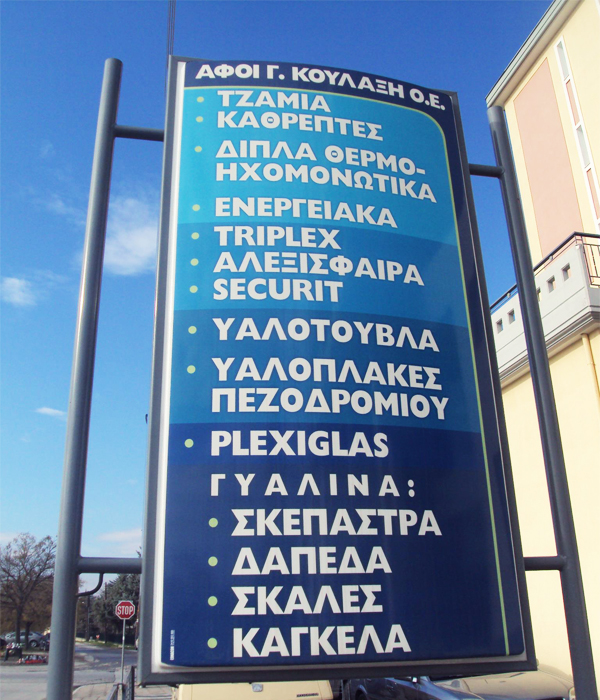 ΑΦΟΙ Γ. ΚΟΥΛΑΞΗ Ο.Ε.
• ΤΖΑΜΙΑ
• ΚΑΘΡΕΠΤΕΣ
• ΔΙΠΛΑ ΘΕΡΜΟ-
ΗΧΟΜΟΝΩΤΙΚΑ
• ΕΝΕΡΓΕΙΑΚΑ
• TRIPLEX
• ΑΛΕΞΙΣΦΑΙΡΑ
• SECURIT
• ΥΑΛΟΤΟΥΒΛΑ
• ΥΑΛΟΠΛΑΚΕΣ
ΠΕΖΟΔΡΟΜΙΟΥ
• PLEXIGLAS
ΓΥΑΛΙΝΑ:
• ΣΚΕΠΑΣΤΡΑ
• ΔΑΠΕΔΑ
• ΣΚΑΛΕΣ
• ΚΑΓΚΕΛΑ
STOP